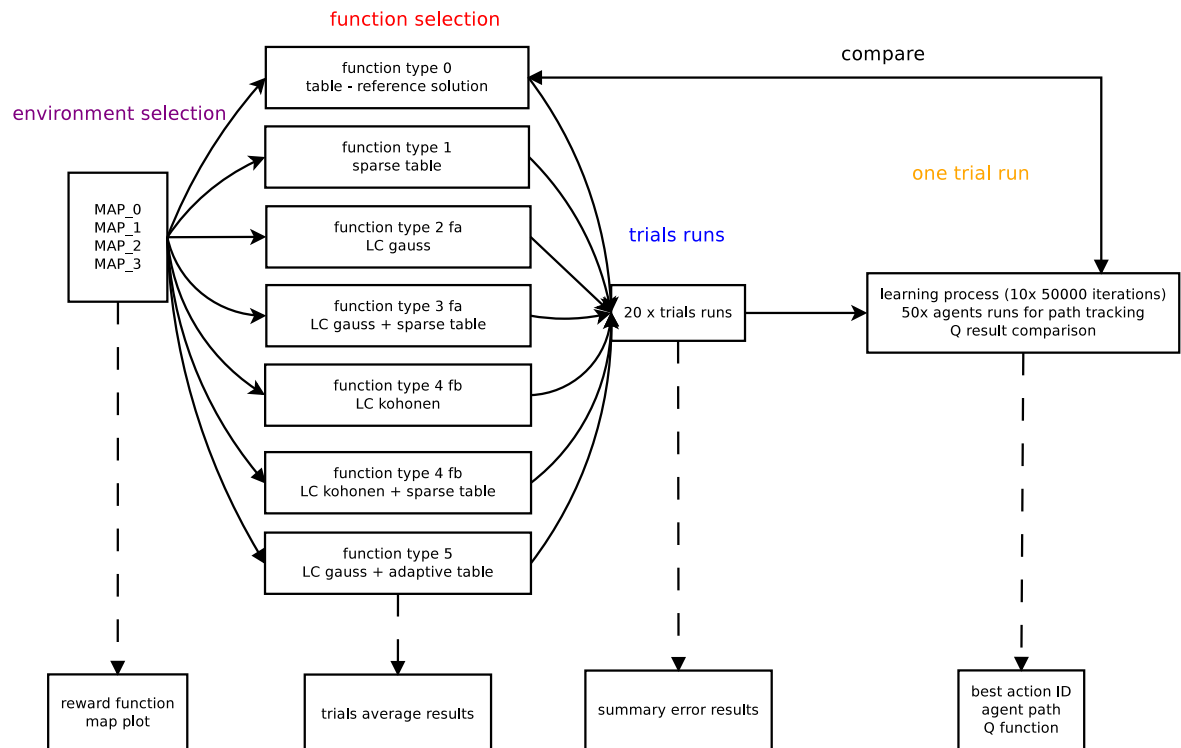 function selection
function type 0
table - reference solution
compare
environment selection
function type 1
sparse table
one trial run
MAP_0
MAP_1
MAP_2
MAP_3
function type 2 fa
LC gauss
trials runs
function type 3 fa
LC gauss + sparse table
20 x trials runs
learning process (10x 50000 iterations)
50x agents runs for path tracking
Q result comparison
function type 4 fb
LC kohonen
function type 4 fb
LC kohonen + sparse table
function type 5
LC gauss + adaptive table
reward function
map plot
trials average results
summary error results
best action ID
agent path
Q function